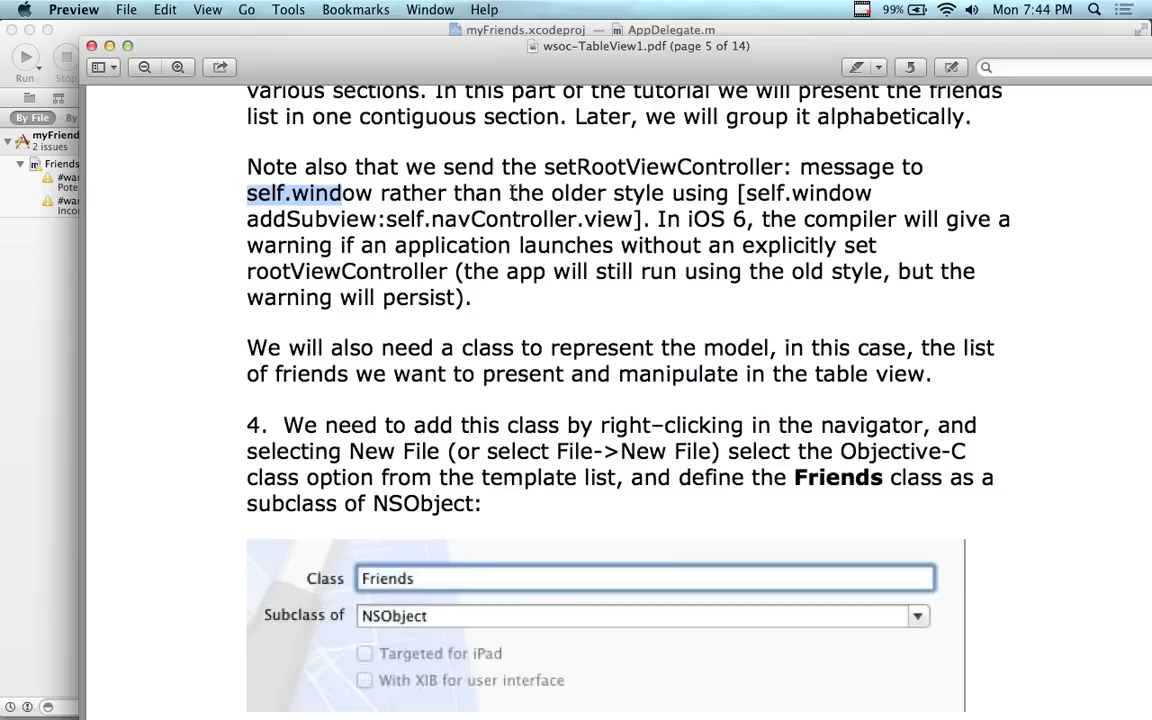 Preview File Edit View Go Tools Bookmarks Window Help 99% Mon 7:44 PM
myFriends.xcodeproj — AppDelegate.m
wsoc-TableView1.pdf (page 5 of 14)
Run Stop
By File By
myFriend
2 issues
Friends
#wa
Pote
#wa
Inco
various sections. In this part of the tutorial we will present the friends
list in one contiguous section. Later, we will group it alphabetically.
Note also that we send the setRootViewController: message to
self.window rather than the older style using [self.window
addSubview:self.navController.view]. In iOS 6, the compiler will give a
warning if an application launches without an explicitly set
rootViewController (the app will still run using the old style, but the
warning will persist).
We will also need a class to represent the model, in this case, the list
of friends we want to present and manipulate in the table view.
4. We need to add this class by right–clicking in the navigator, and
selecting New File (or select File->New File) select the Objective-C
class option from the template list, and define the Friends class as a
subclass of NSObject:
Class Friends
Subclass of NSObject
Targeted for iPad
With XIB for user interface